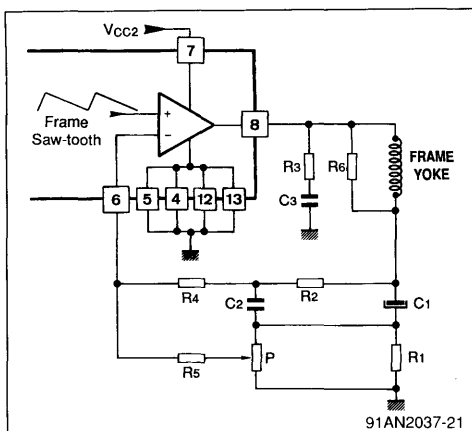 VCC2
7
Frame
Saw-tooth
+
−
8
R3
R6
FRAME
YOKE
C3
6
5
4
12
13
R4
C2
R2
C1
R5
P
R1
91AN2037-21